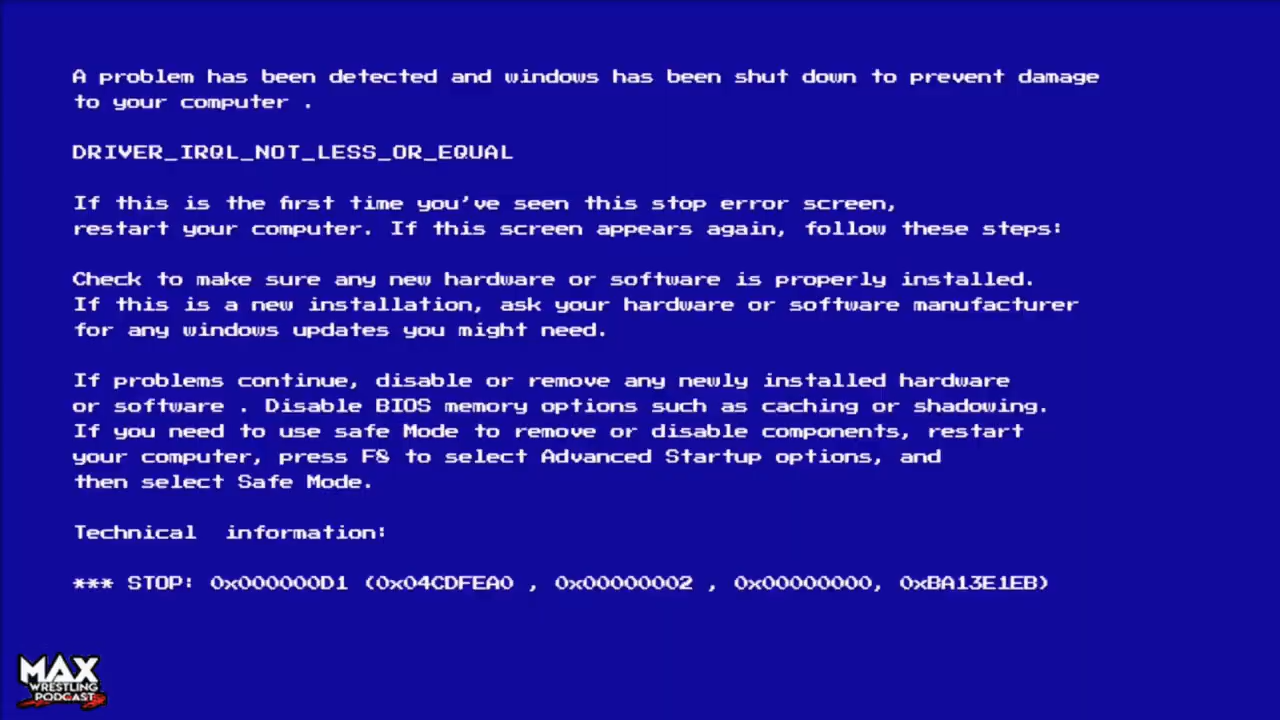 A problem has been detected and windows has been shut down to prevent damage
to your computer .
DRIVER_IRQL_NOT_LESS_OR_EQUAL
If this is the first time you've seen this stop error screen,
restart your computer. If this screen appears again, follow these steps:
Check to make sure any new hardware or software is properly installed.
If this is a new installation, ask your hardware or software manufacturer
for any windows updates you might need.
If problems continue, disable or remove any newly installed hardware
or software . Disable BIOS memory options such as caching or shadowing.
If you need to use safe Mode to remove or disable components, restart
your computer, press F8 to select Advanced Startup options, and
then select Safe Mode.
Technical  information:
*** STOP: 0x000000D1 (0x04CDFEA0 , 0x00000002 , 0x00000000, 0xBA13E1EB)
MAX
WRESTLING
PODCAST